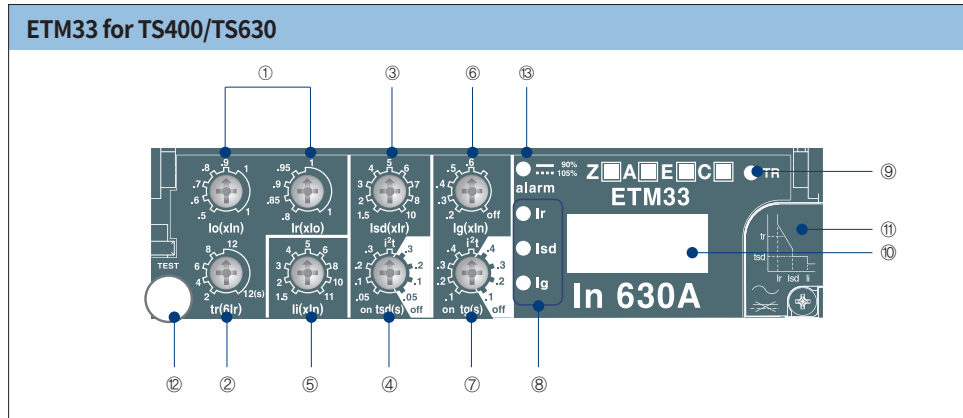 ETM33 for TS400/TS630
① ③ ⑥ ⑬
.5 .6 .7 .8 .9 1 1
Io(xIn)
.8 .85 .9 .95 1 1
Ir(xIo)
1.5 2 3 4 5 6 7 8 10
Isd(xIr)
.2 .3 .4 .5 .6 off
Ig(xIn)
alarm
90%
105%
Z A E C
TR
⑨
ETM33
Ir
Isd
Ig
In 630A
⑩
⑪
tr
tsd
Ir Isd Ii
TEST
2 4 6 8 12 12(s)
tr(6Ir)
1.5 2 3 4 5 6 8 10 11
Ii(xIn)
i²t
.05 .1 .2 .3 .3 .2 .1 .05
on tsd(s) off
i²t
.1 .2 .3 .4 .4 .3 .2 .1
on tg(s) off
⑫ ② ⑤ ④ ⑦ ⑧